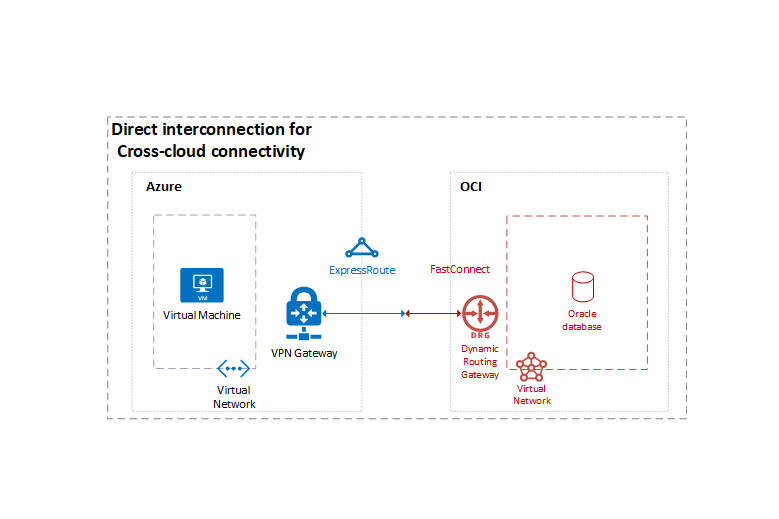 Direct interconnection for
Cross-cloud connectivity
Azure
OCI
ExpressRoute
FastConnect
VM
Virtual Machine
VPN Gateway
DRG
Dynamic
Routing
Gateway
Oracle
database
Virtual
Network
Virtual
Network